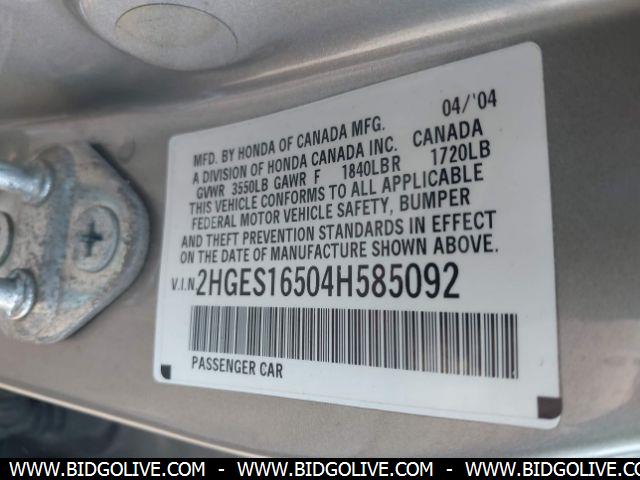 04/'04
MFD. BY HONDA OF CANADA MFG.
A DIVISION OF HONDA CANADA INC. CANADA
GVWR 3550LB GAWR F 1840LBR 1720LB
THIS VEHICLE CONFORMS TO ALL APPLICABLE
FEDERAL MOTOR VEHICLE SAFETY, BUMPER
AND THEFT PREVENTION STANDARDS IN EFFECT
ON THE DATE OF MANUFACTURE SHOWN ABOVE.
V.I.N 2HGES16504H585092
PASSENGER CAR
WWW.BIDGOLIVE.COM - WWW.BIDGOLIVE.COM - WWW.BIDGOLIVE.COM